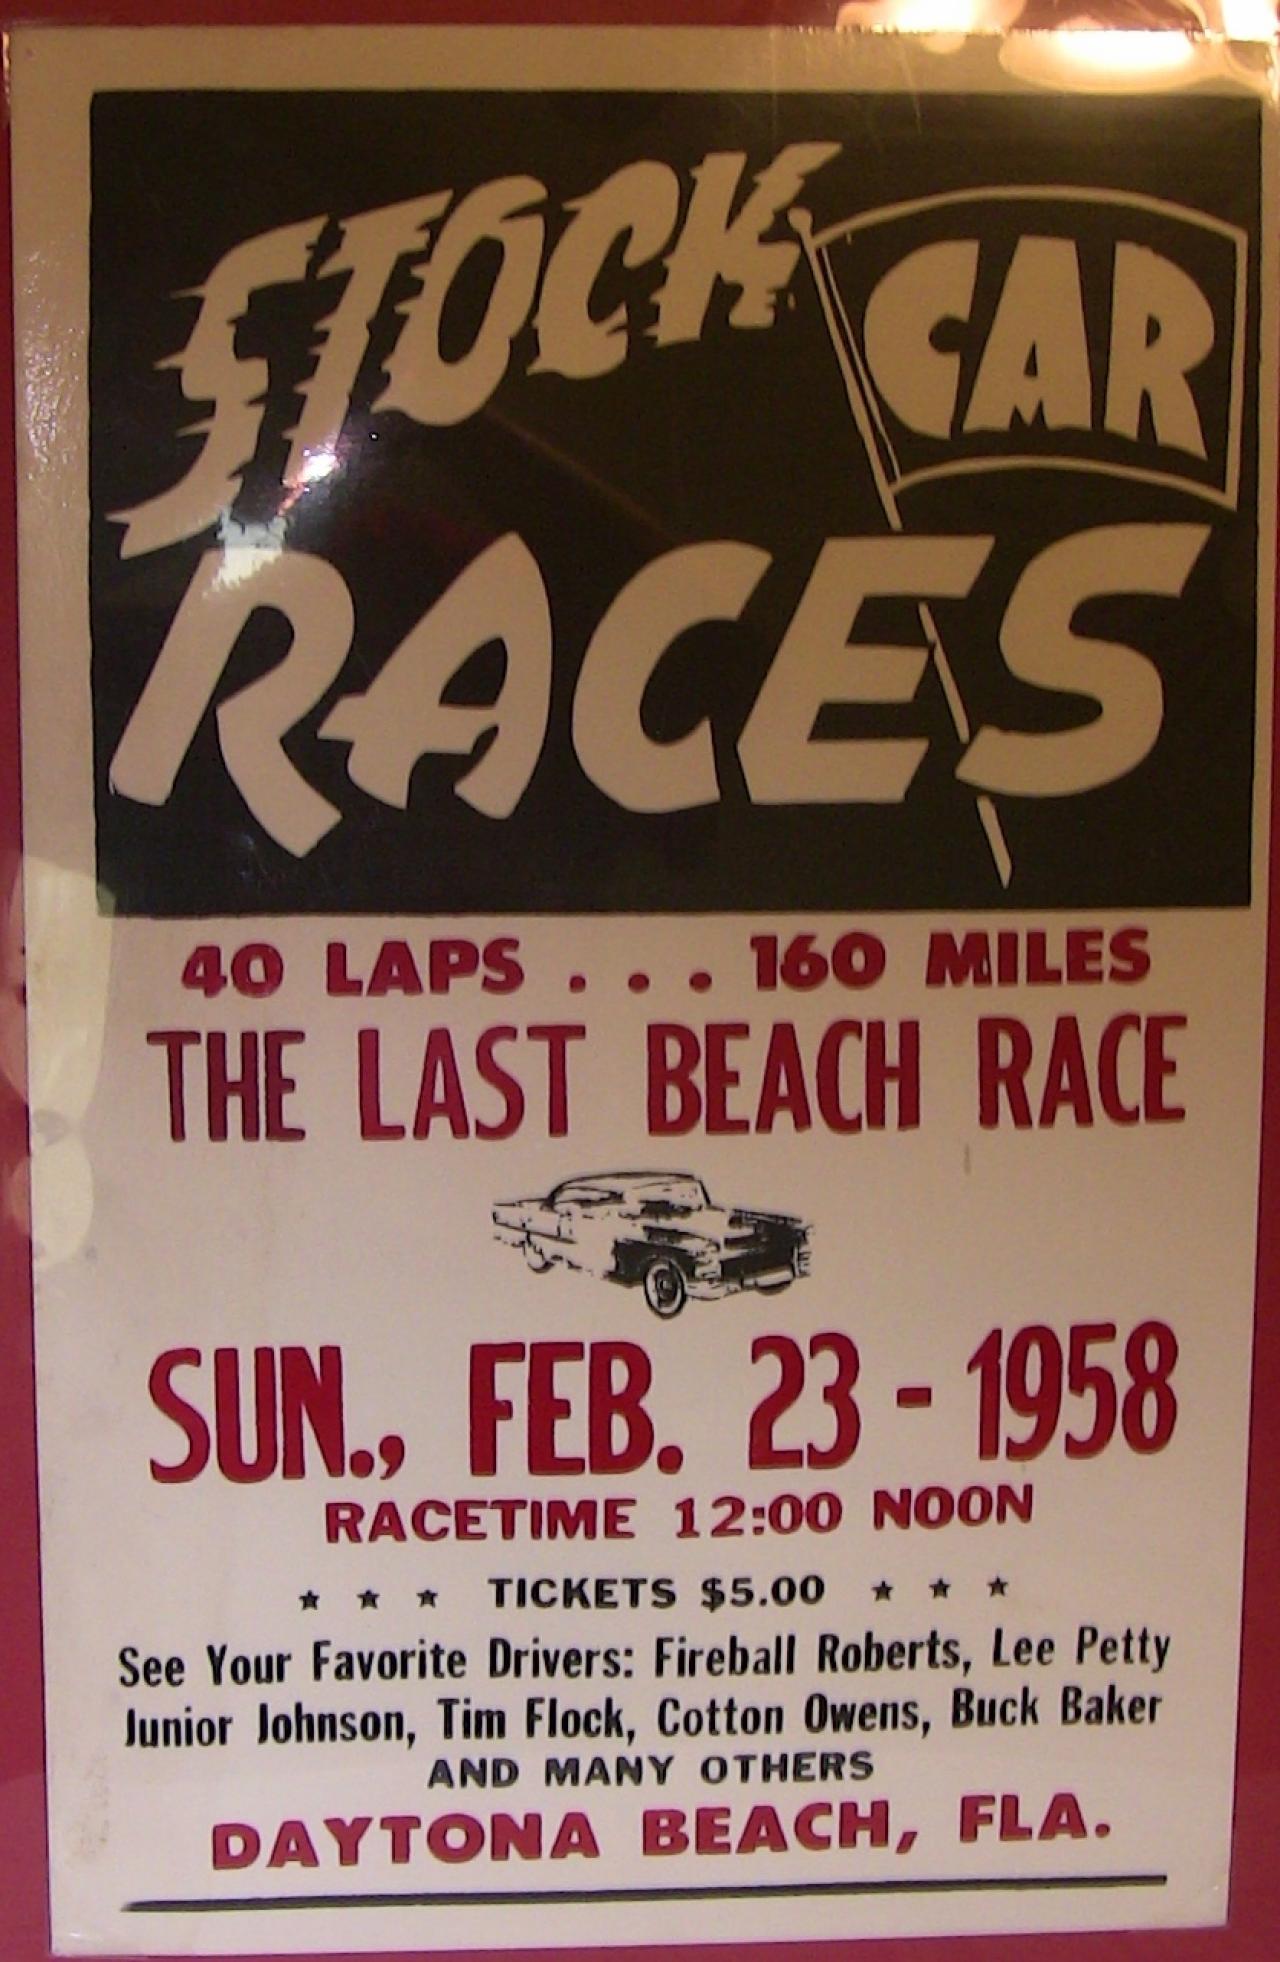 STOCK CAR
RACES
40 LAPS . . . 160 MILES
THE LAST BEACH RACE
SUN., FEB. 23 - 1958
RACETIME 12:00 NOON
★ ★ ★ TICKETS $5.00 ★ ★ ★
See Your Favorite Drivers: Fireball Roberts, Lee Petty
Junior Johnson, Tim Flock, Cotton Owens, Buck Baker
AND MANY OTHERS
DAYTONA BEACH, FLA.